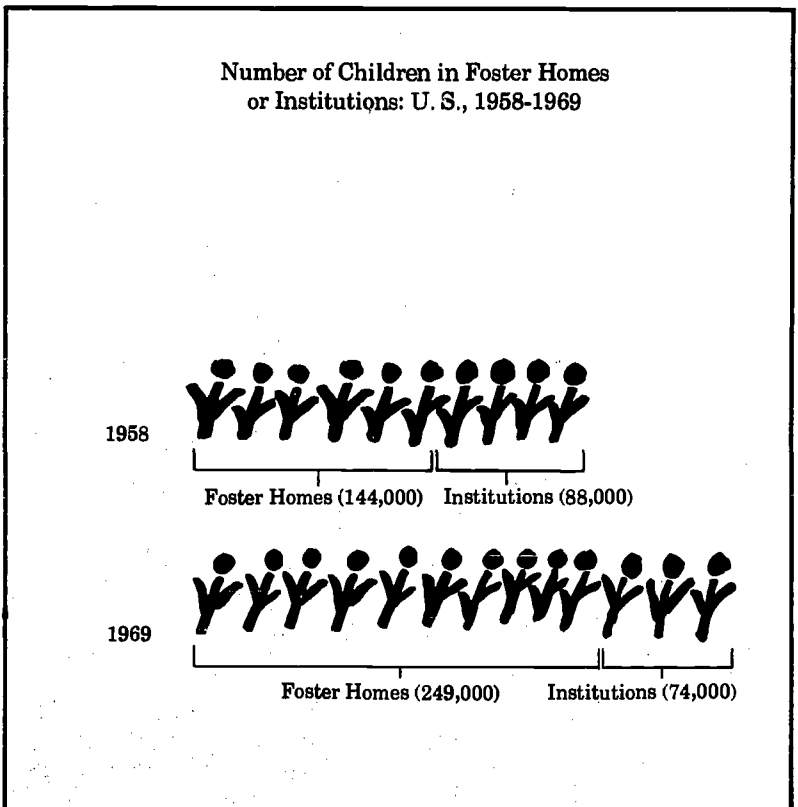 Number of Children in Foster Homes
or Institutions: U. S., 1958-1969
1958
Foster Homes (144,000) Institutions (88,000)
1969
Foster Homes (249,000) Institutions (74,000)